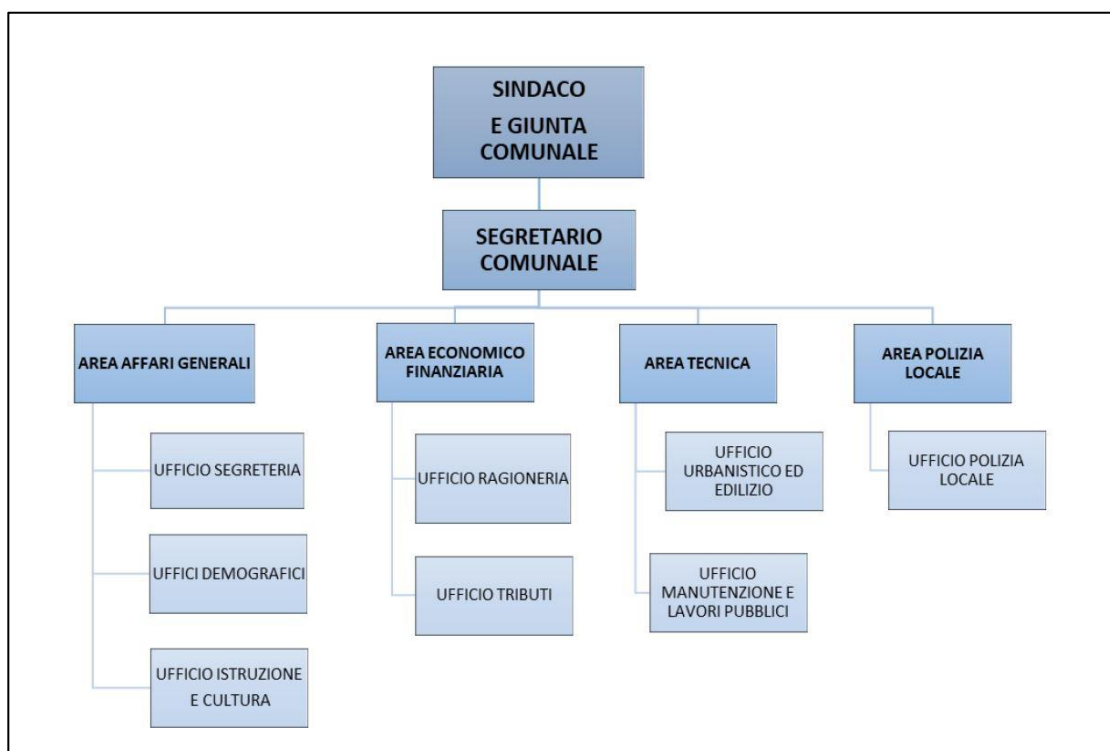 SINDACO
E GIUNTA
COMUNALE
SEGRETARIO
COMUNALE
AREA AFFARI GENERALI
AREA ECONOMICO
FINANZIARIA
AREA TECNICA
AREA POLIZIA
LOCALE
UFFICIO SEGRETERIA
UFFICI DEMOGRAFICI
UFFICIO ISTRUZIONE
E CULTURA
UFFICIO RAGIONERIA
UFFICIO TRIBUTI
UFFICIO
URBANISTICO ED
EDILIZIO
UFFICIO
MANUTENZIONE E
LAVORI PUBBLICI
UFFICIO POLIZIA
LOCALE